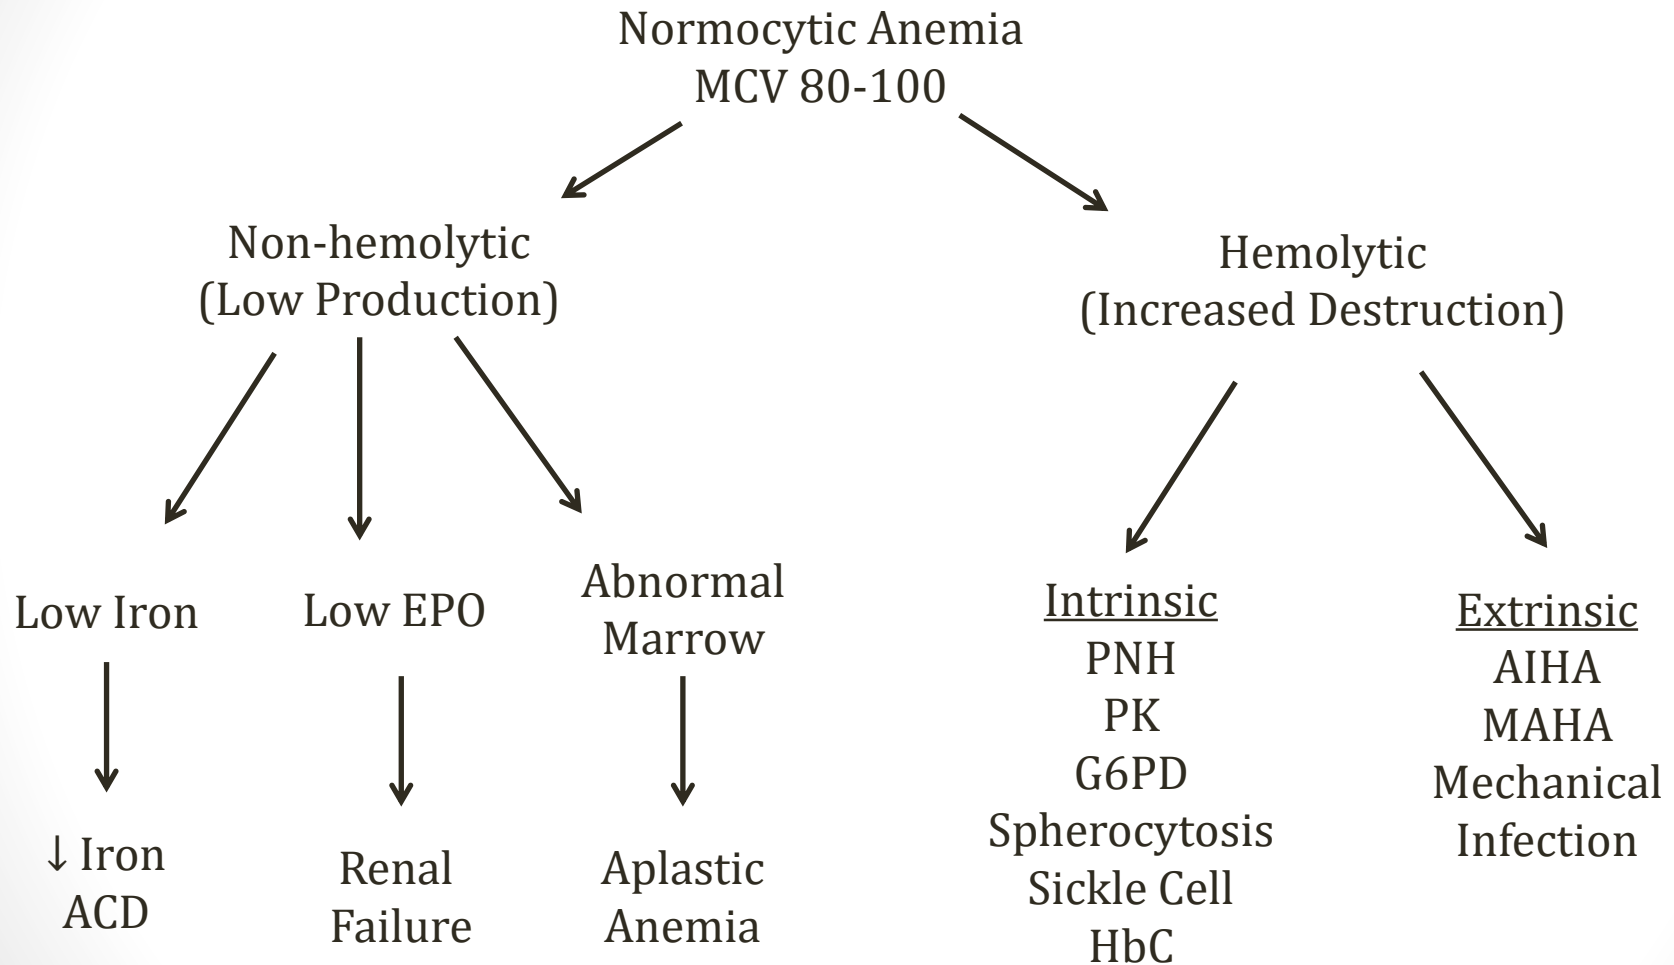 Normocytic Anemia
MCV 80-100
Non-hemolytic
(Low Production)
Hemolytic
(Increased Destruction)
Low Iron
Low EPO
Abnormal
Marrow
↓ Iron
ACD
Renal
Failure
Aplastic
Anemia
Intrinsic
PNH
PK
G6PD
Spherocytosis
Sickle Cell
HbC
Extrinsic
AIHA
MAHA
Mechanical
Infection